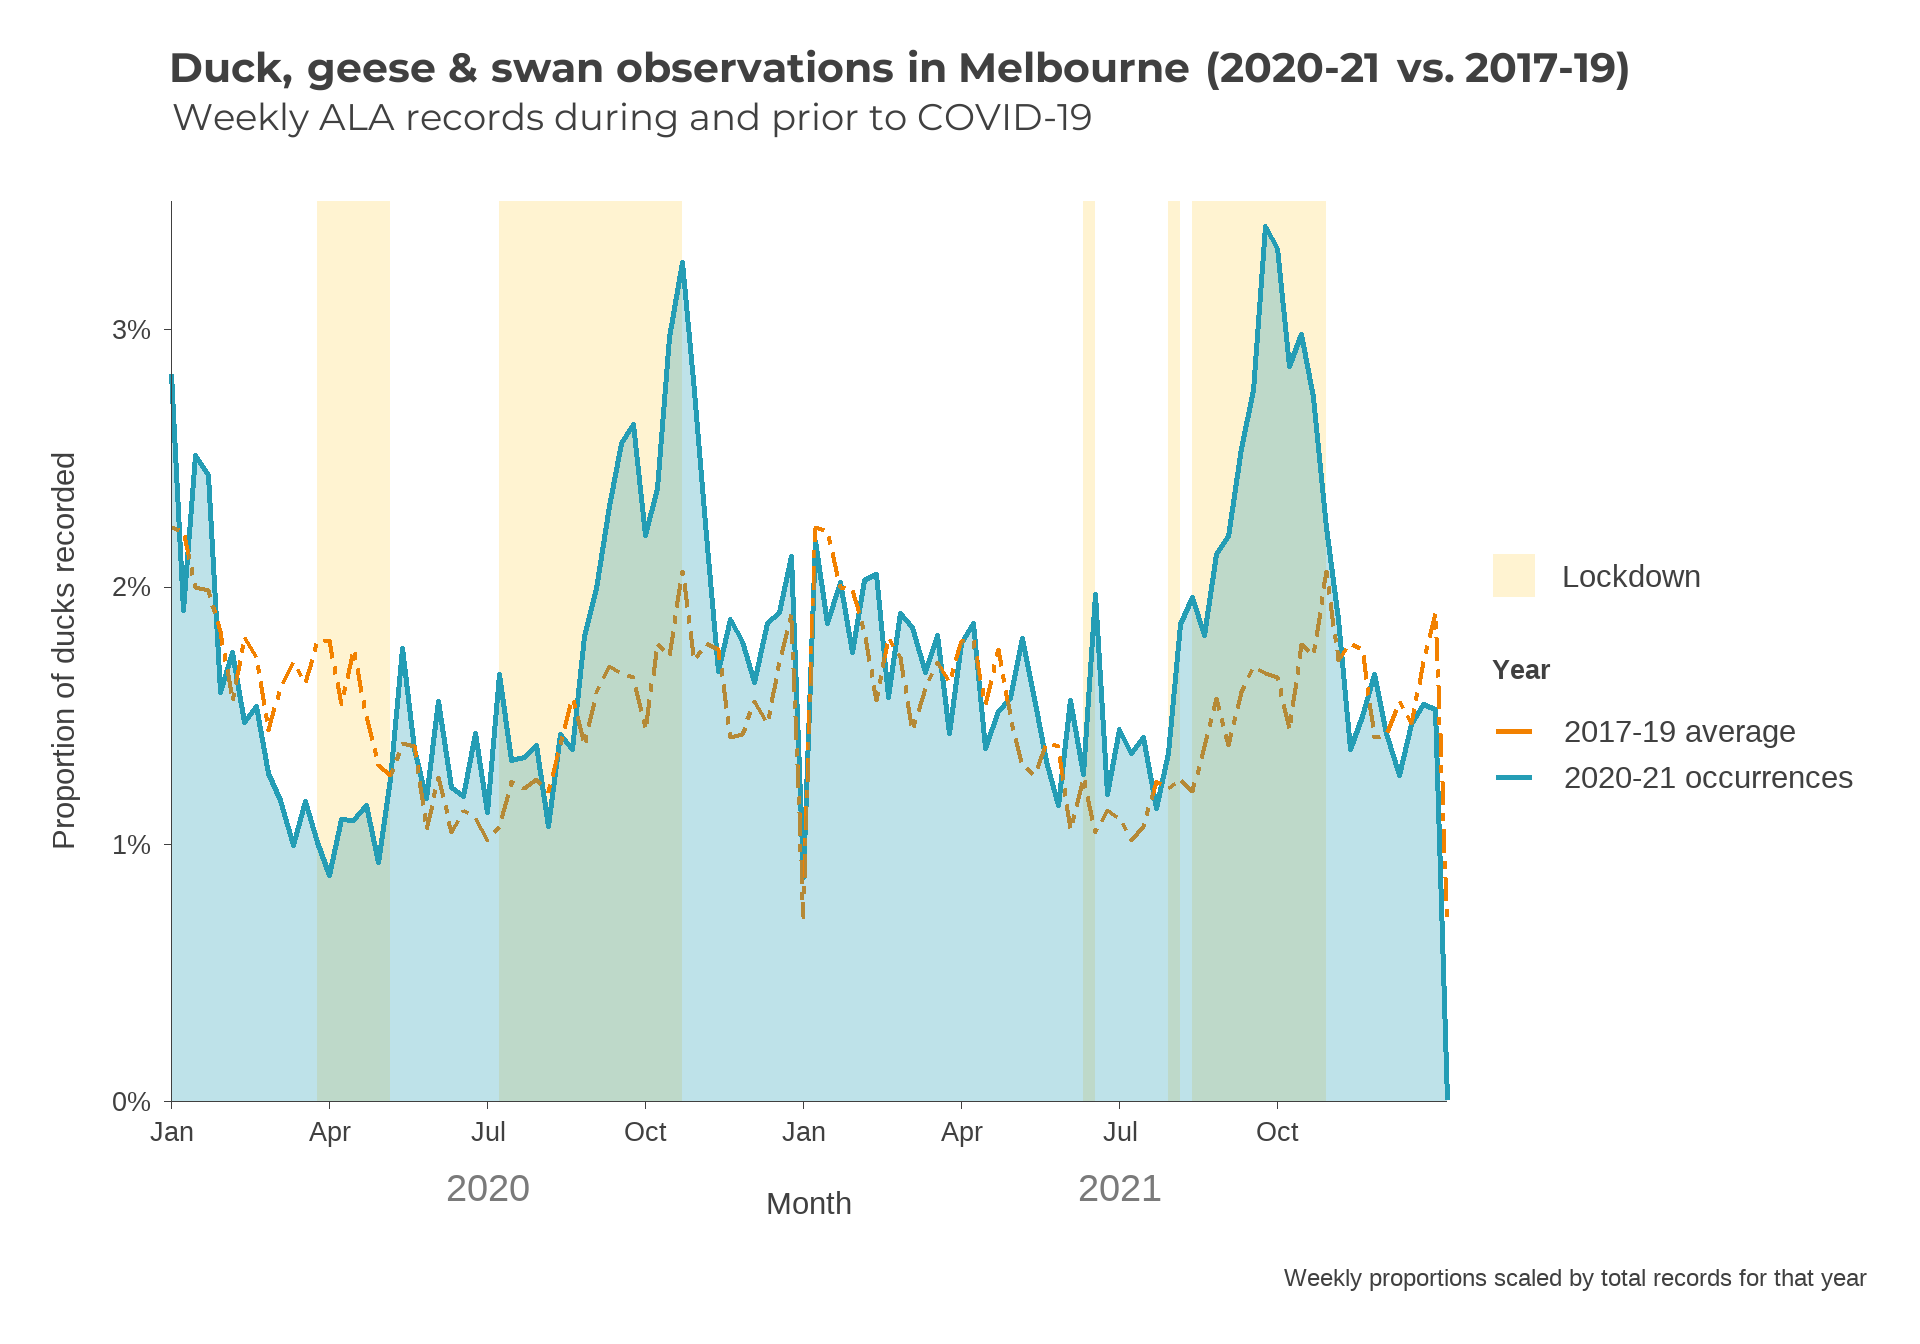 Duck, geese & swan observations in Melbourne (2020-21 vs. 2017-19)
Weekly ALA records during and prior to COVID-19
Proportion of ducks recorded
3%
2%
1%
0%
Jan Apr Jul Oct Jan Apr Jul Oct
2020 2021
Month
Lockdown
Year
2017-19 average
2020-21 occurrences
Weekly proportions scaled by total records for that year